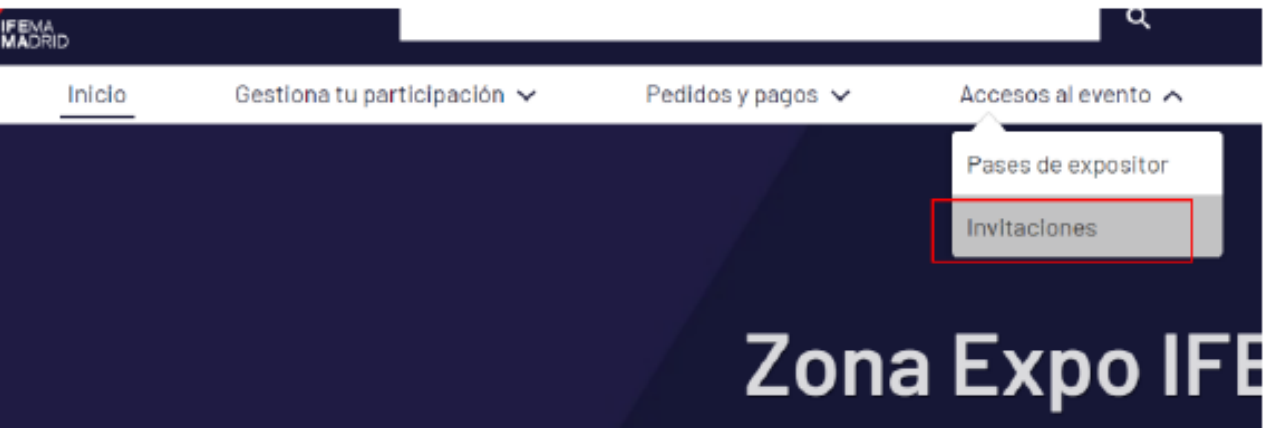 IFEMA
MADRID
Inicio
Gestiona tu participación
Pedidos y pagos
Accesos al evento
Pases de expositor
Invitaciones
Zona Expo IFE